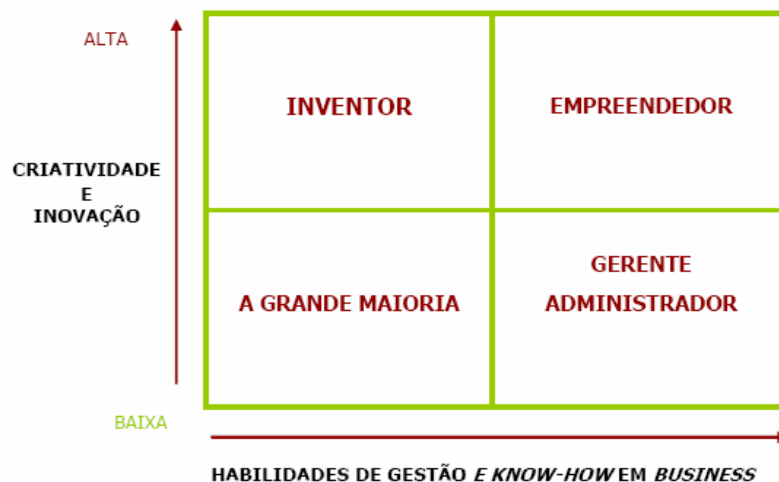 ALTA
INVENTOR
EMPREENDEDOR
CRIATIVIDADE
E
INOVAÇÃO
A GRANDE MAIORIA
GERENTE
ADMINISTRADOR
BAIXA
HABILIDADES DE GESTÃO E KNOW-HOW EM BUSINESS